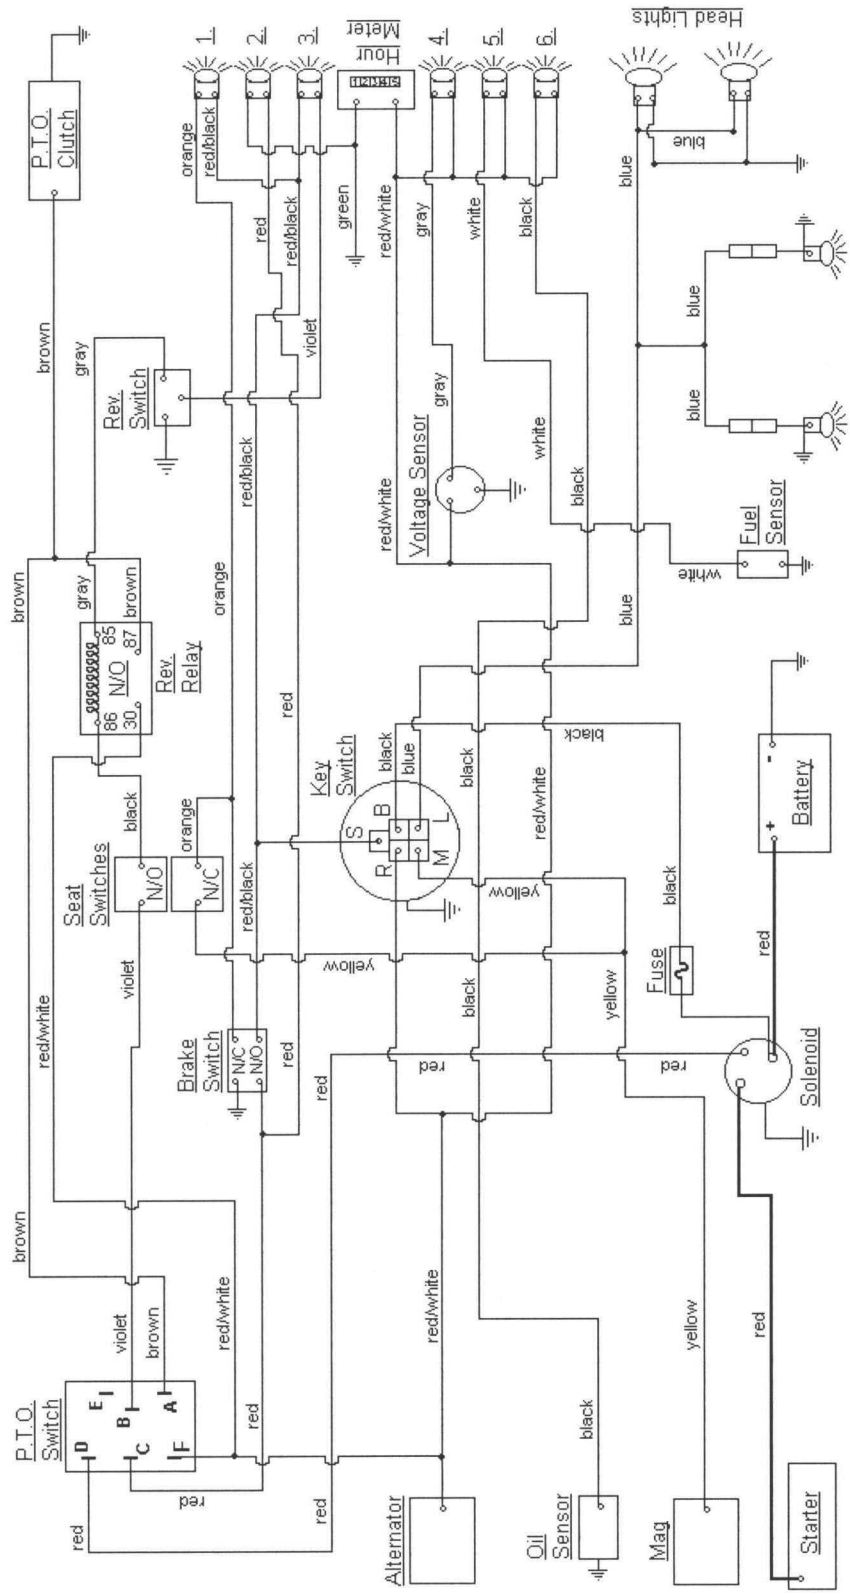 P.T.O.
Clutch
1.
2.
3.
Hour
Meter
12345
4.
5.
6.
Head Lights
orange
red/black
red
red/black
violet
green
red/white
gray
white
black
blue
blue
brown
gray
Rev.
Switch
blue
blue
gray
Voltage Sensor
white
black
red/black
red/white
Fuel
Sensor
white
brown
gray
brown
orange
blue
85
87
N/O
86
30
Rev.
Relay
red
Key
Switch
black
blue
black
black
red/white
S
B
L
R
M
black
orange
Seat
Switches
N/O
N/C
red/black
yellow
black
Battery
+
-
red
violet
yellow
black
yellow
Fuse
red/white
Brake
Switch
N/C
N/O
red
red
red
red
Solenoid
brown
violet
brown
red/white
red/white
yellow
red
P.T.O.
Switch
D
E
B
C
A
F
red
red
black
red
red
Alternator
Oil
Sensor
Mag
Starter